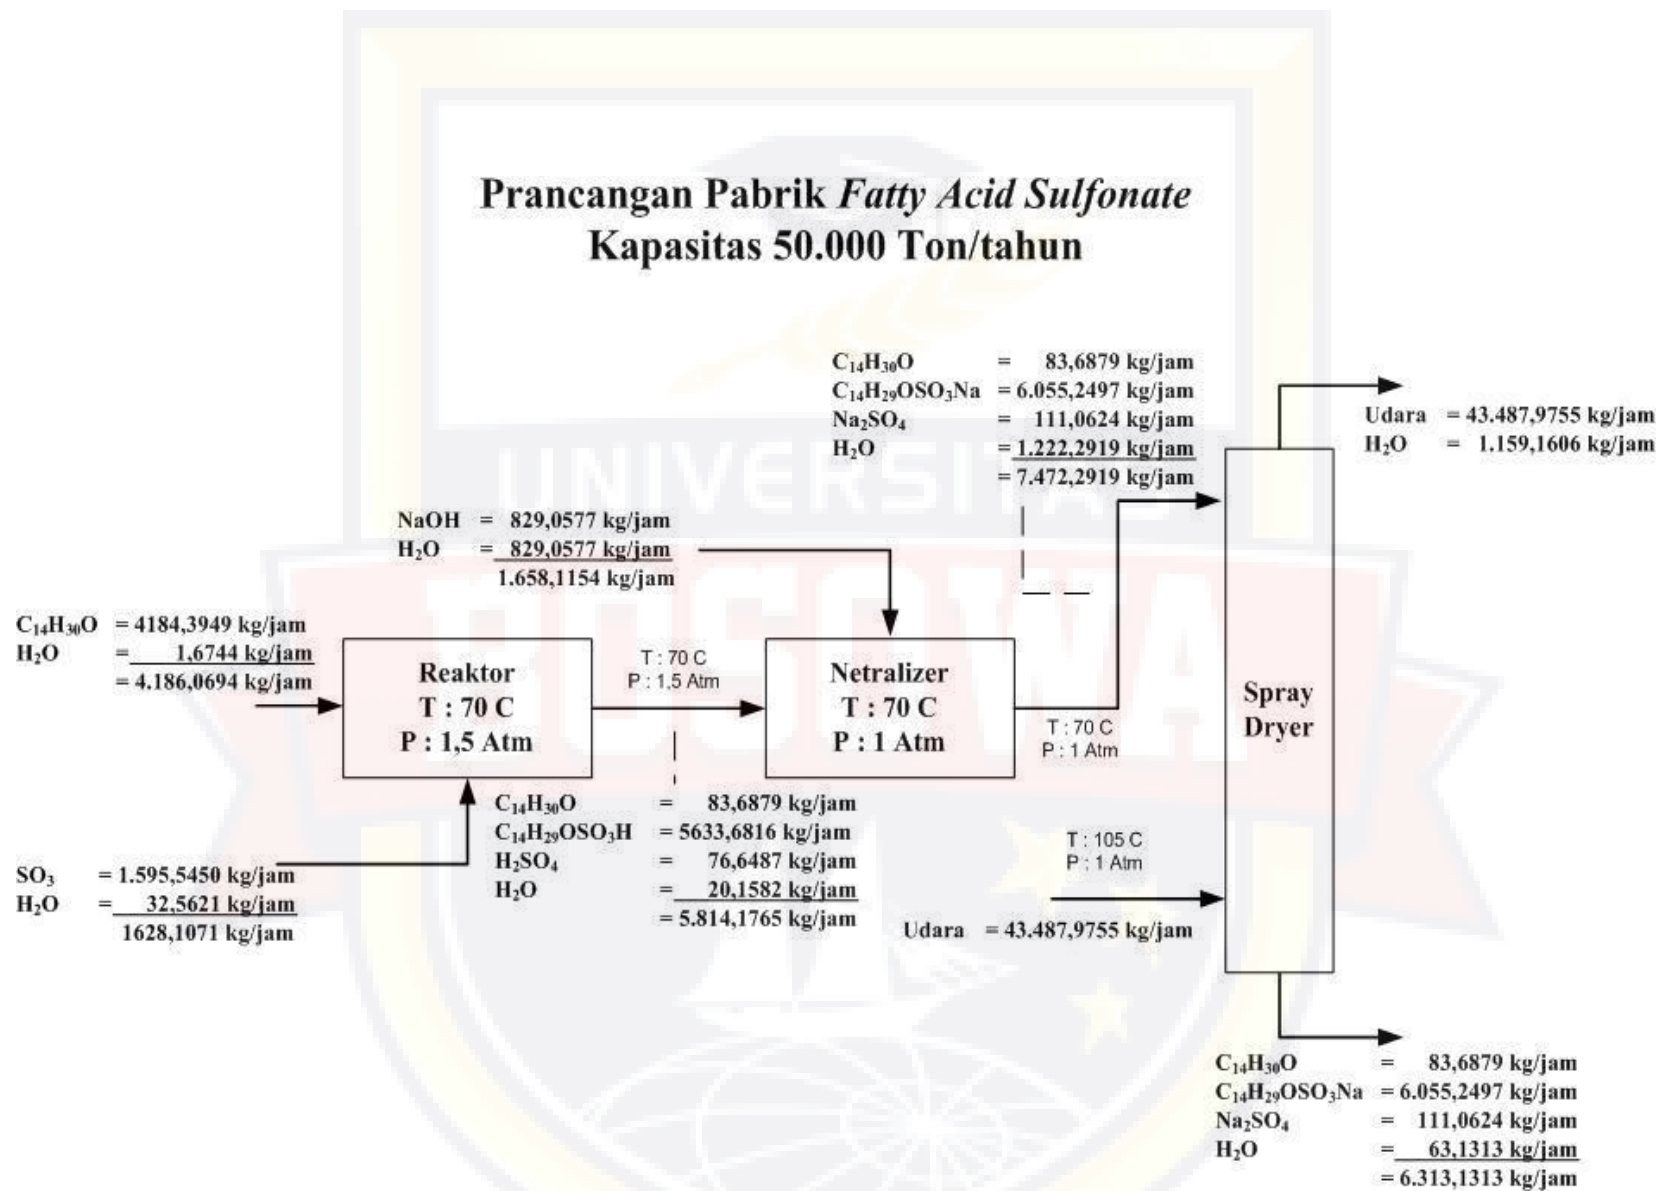 Prancangan Pabrik Fatty Acid Sulfonate
Kapasitas 50.000 Ton/tahun
C₁₄H₃₀O = 83,6879 kg/jam
C₁₄H₂₉OSO₃Na = 6.055,2497 kg/jam
Na₂SO₄ = 111,0624 kg/jam
H₂O = 1.222,2919 kg/jam
= 7.472,2919 kg/jam
Udara = 43.487,9755 kg/jam
H₂O = 1.159,1606 kg/jam
UNIVERSITAS
NaOH = 829,0577 kg/jam
H₂O = 829,0577 kg/jam
1.658,1154 kg/jam
BOSOWA
C₁₄H₃₀O = 4184,3949 kg/jam
H₂O = 1,6744 kg/jam
= 4.186,0694 kg/jam
Reaktor
T : 70 C
P : 1,5 Atm
T : 70 C
P : 1,5 Atm
Netralizer
T : 70 C
P : 1 Atm
T : 70 C
P : 1 Atm
Spray
Dryer
SO₃ = 1.595,5450 kg/jam
H₂O = 32,5621 kg/jam
1628,1071 kg/jam
C₁₄H₃₀O = 83,6879 kg/jam
C₁₄H₂₉OSO₃H = 5633,6816 kg/jam
H₂SO₄ = 76,6487 kg/jam
H₂O = 20,1582 kg/jam
= 5.814,1765 kg/jam
T : 105 C
P : 1 Atm
Udara = 43.487,9755 kg/jam
C₁₄H₃₀O = 83,6879 kg/jam
C₁₄H₂₉OSO₃Na = 6.055,2497 kg/jam
Na₂SO₄ = 111,0624 kg/jam
H₂O = 63,1313 kg/jam
= 6.313,1313 kg/jam